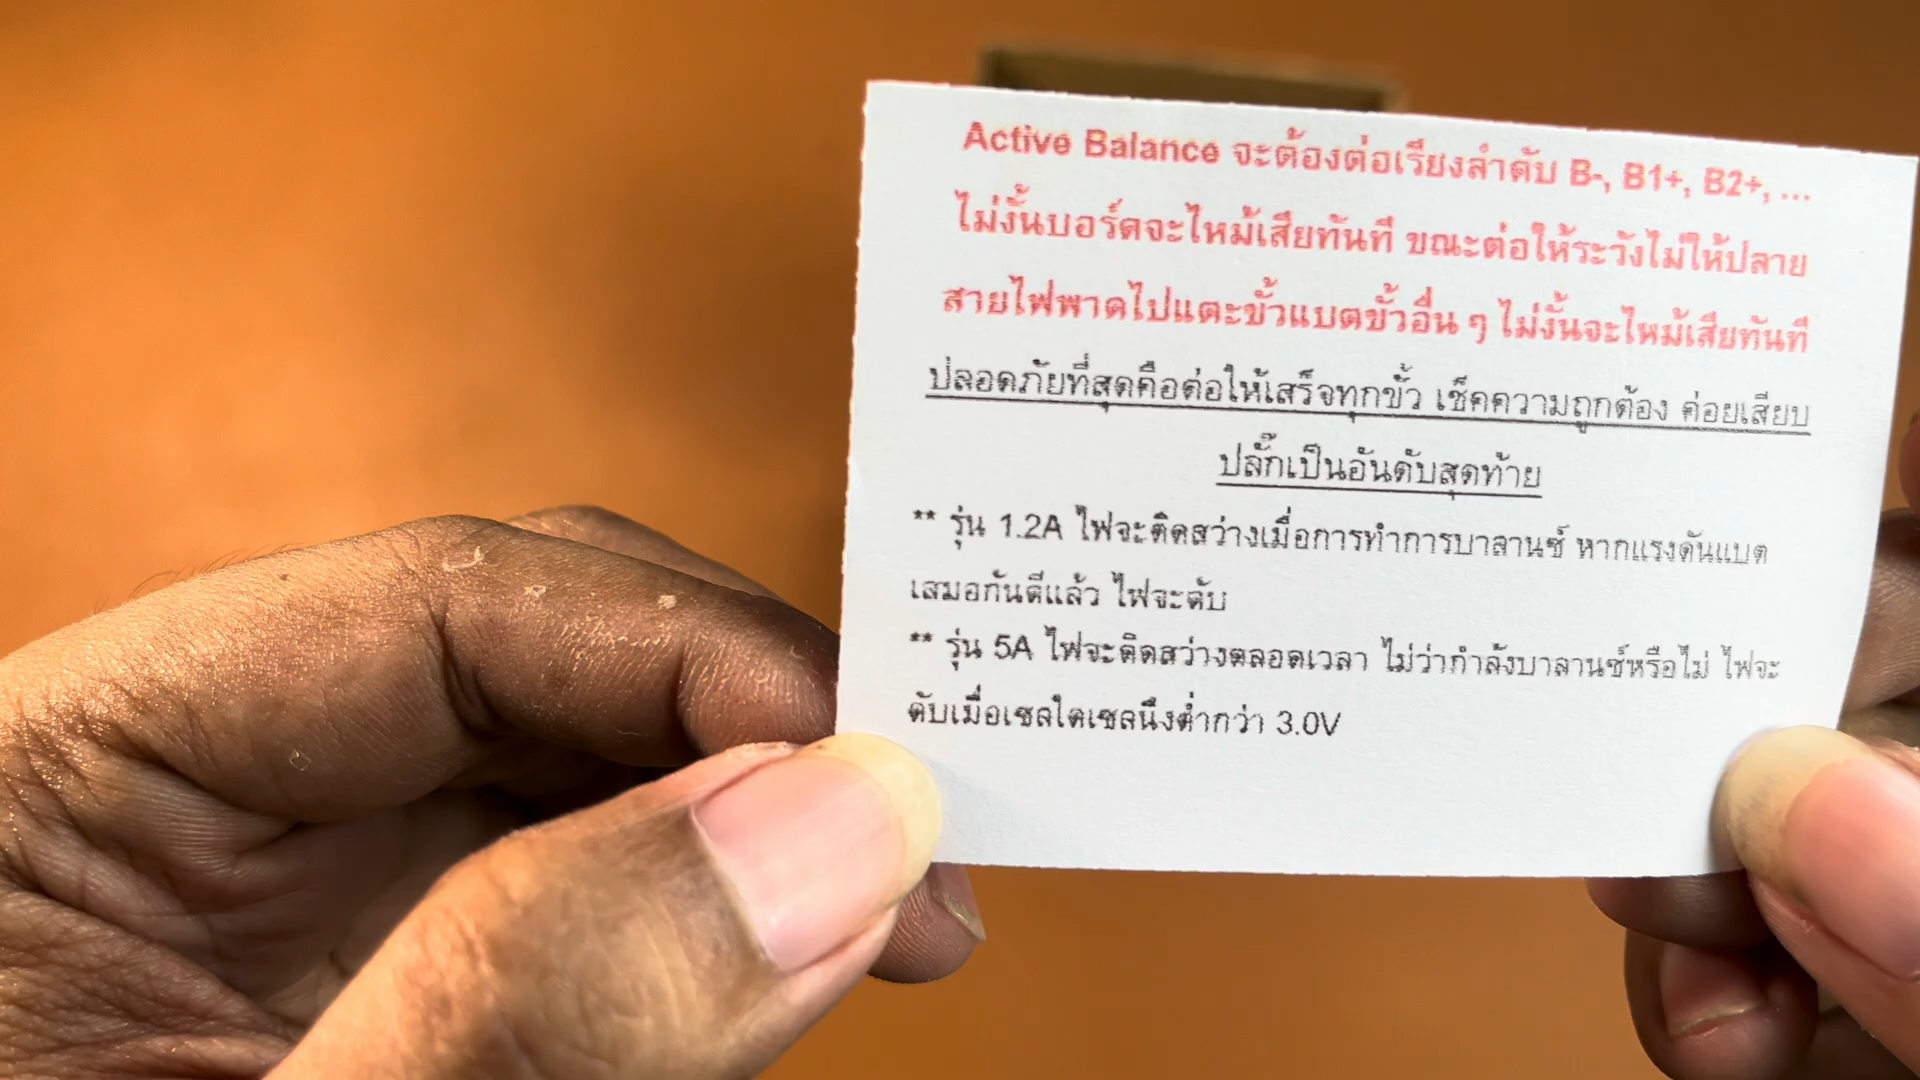 Active Balance จะต้องต่อเรียงลำดับ B-, B1+, B2+, ...
ไม่งั้นบอร์ดจะไหม้เสียทันที ขณะต่อให้ระวังไม่ให้ปลาย
สายไฟพาดไปแตะขั้วแบตขั้วอื่น ๆ ไม่งั้นจะไหม้เสียทันที
ปลอดภัยที่สุดคือต่อให้เสร็จทุกขั้ว เช็คความถูกต้อง ค่อยเสียบ
ปลั๊กเป็นอันดับสุดท้าย
** รุ่น 1.2A ไฟจะติดสว่างเมื่อการทำการบาลานซ์ หากแรงดันแบต
เสมอกันดีแล้ว ไฟจะดับ
** รุ่น 5A ไฟจะติดสว่างตลอดเวลา ไม่ว่ากำลังบาลานซ์หรือไม่ ไฟจะ
ดับเมื่อเซลใดเซลนึงต่ำกว่า 3.0V